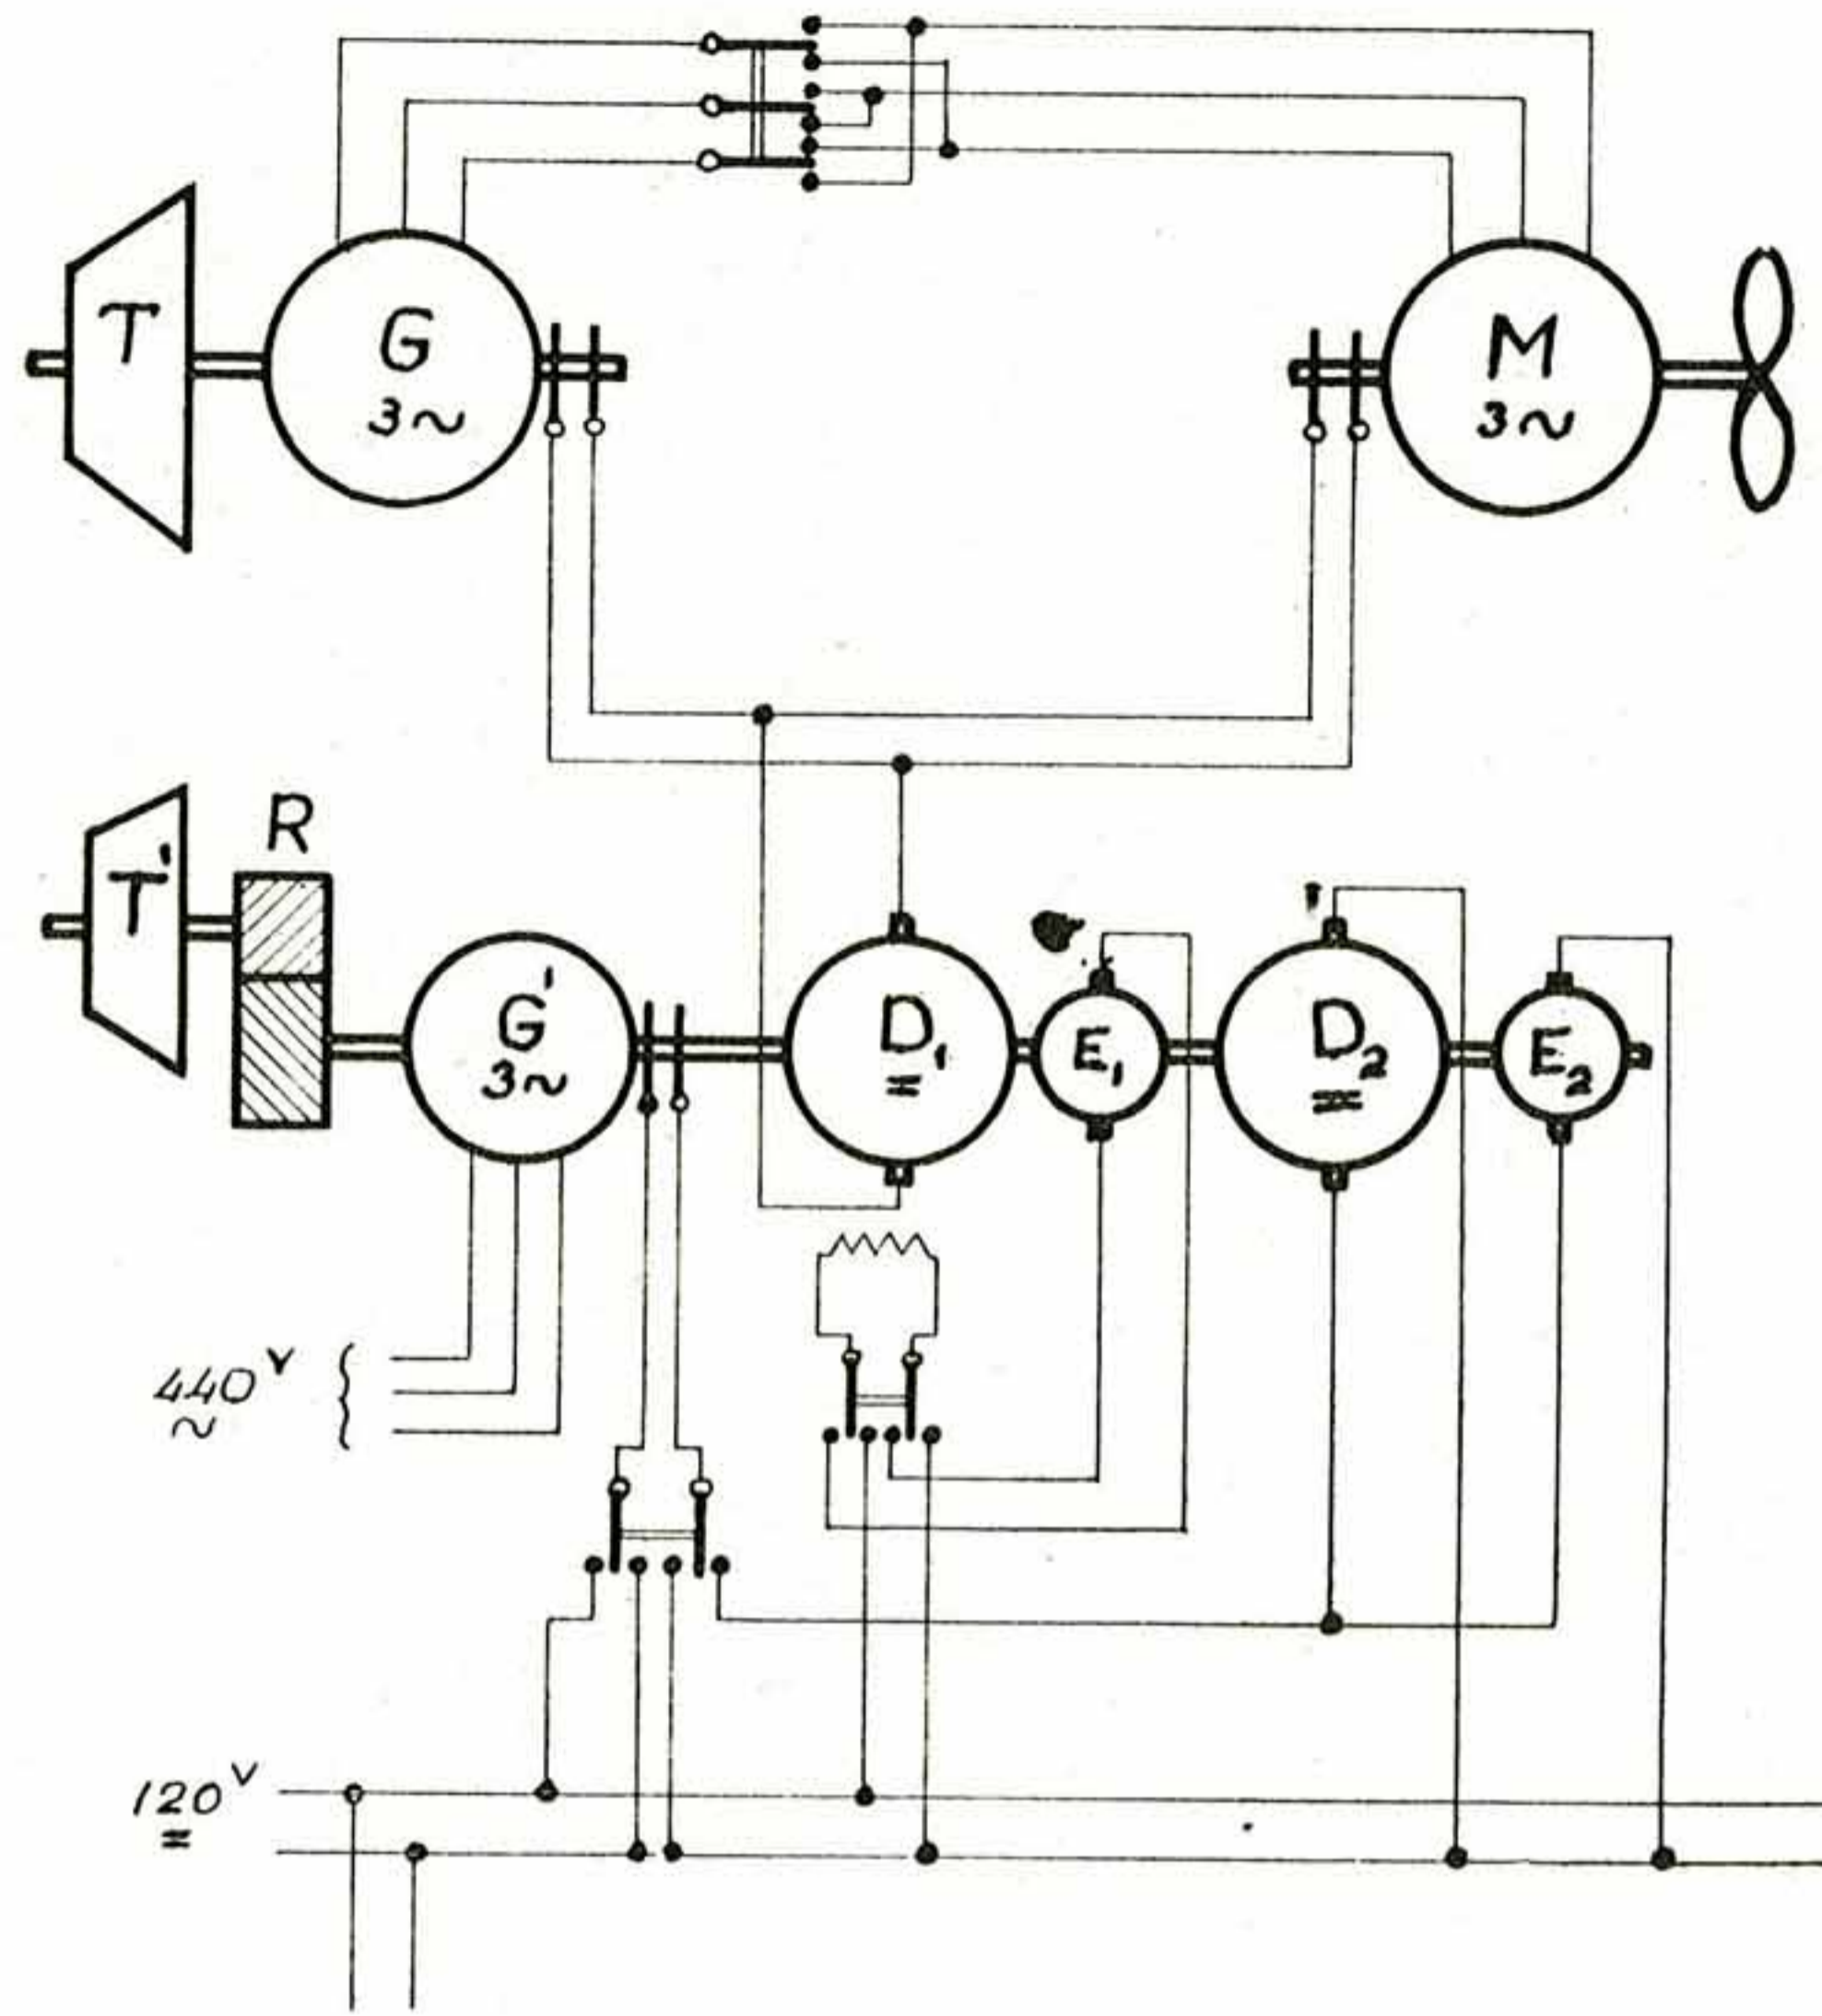 T
G
3~
M
3~
R
T'
G'
3~
D₁
=
E₁
D₂
=
E₂
440ᵛ
~
120ᵛ
=